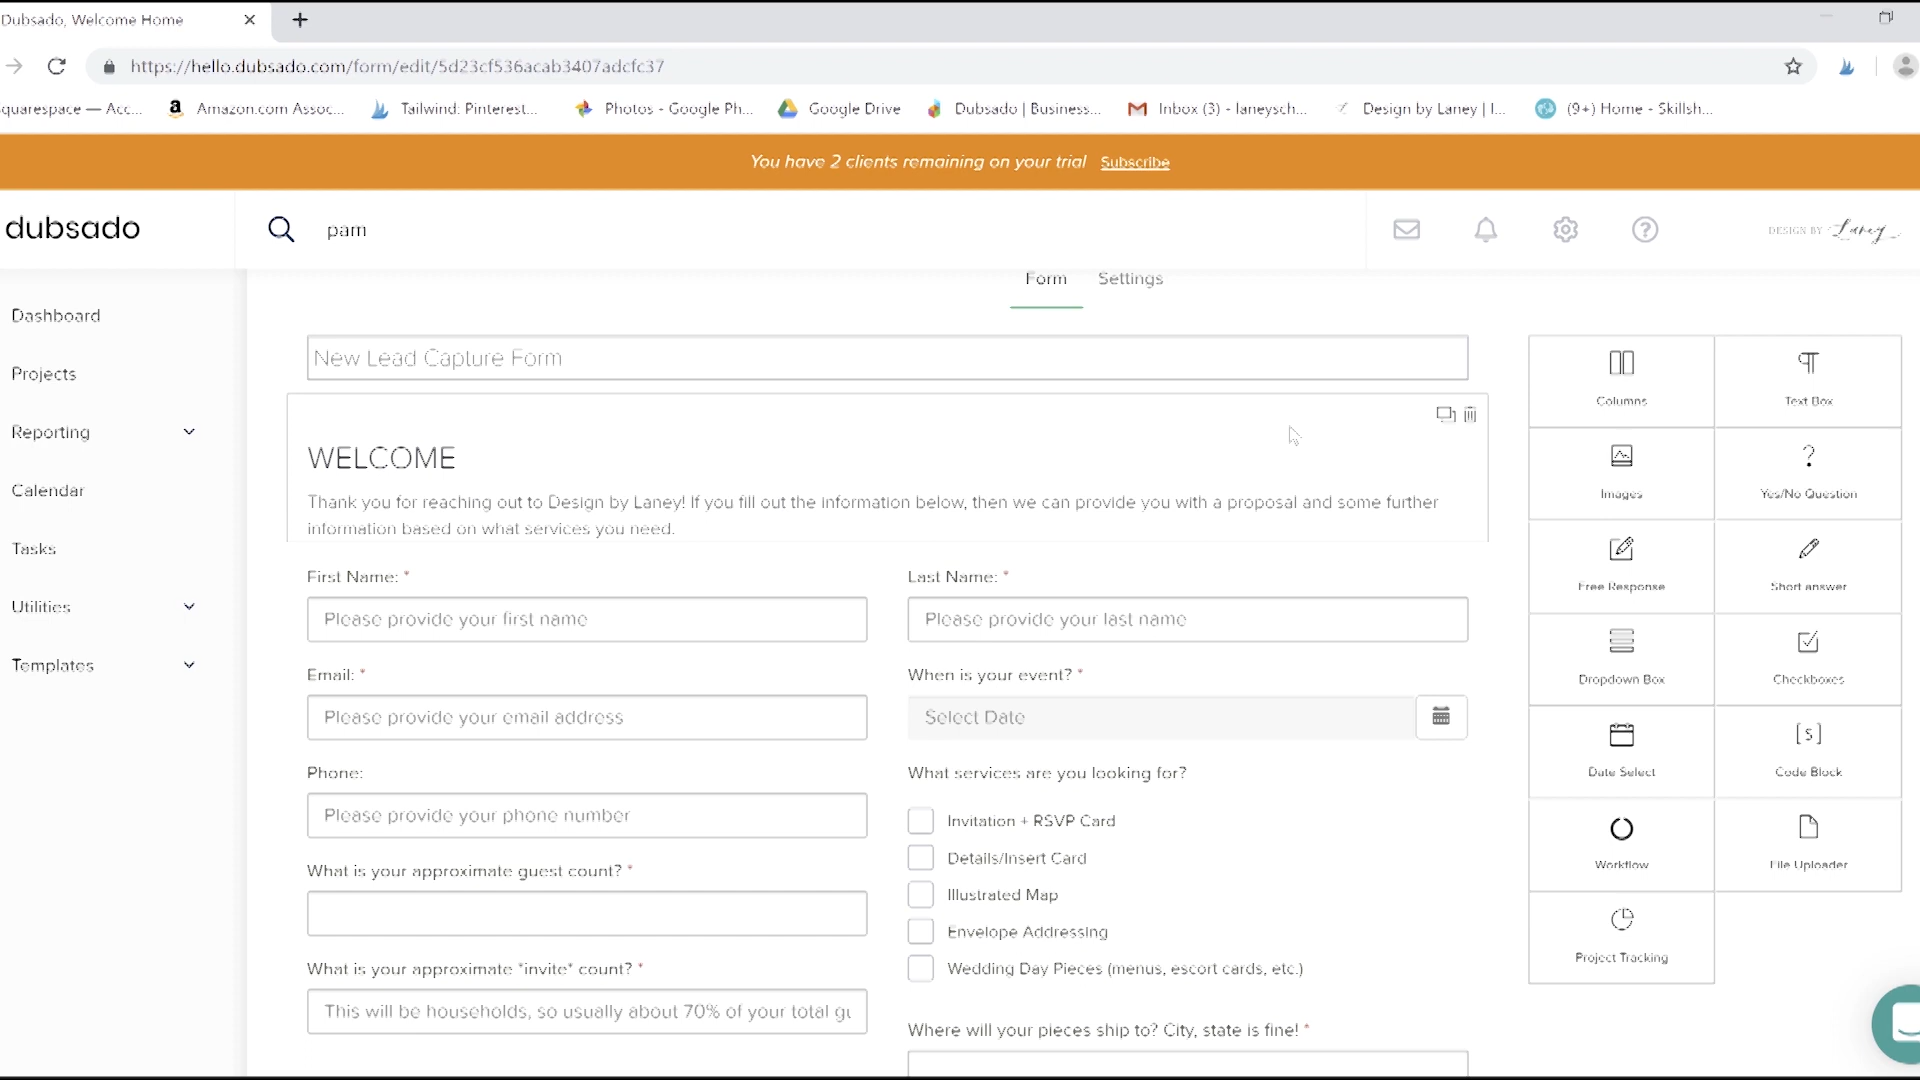 Dubsado, Welcome Home
https://hello.dubsado.com/form/edit/5d23cf536acab3407adcfc37
quarespace — Acc...
Amazon.com Assoc...
Tailwind: Pinterest...
Photos - Google Ph...
Google Drive
Dubsado | Business...
Inbox (3) - laneysch...
Design by Laney | I...
(9+) Home - Skillsh...
You have 2 clients remaining on your trial Subscribe
dubsado
pam
DESIGN BY Laney
Dashboard
Projects
Reporting
Calendar
Tasks
Utilities
Templates
Form
Settings
New Lead Capture Form
WELCOME
Thank you for reaching out to Design by Laney! If you fill out the information below, then we can provide you with a proposal and some further
information based on what services you need.
First Name: *
Please provide your first name
Last Name: *
Please provide your last name
Email: *
Please provide your email address
When is your event? *
Select Date
Phone:
Please provide your phone number
What services are you looking for?
Invitation + RSVP Card
Details/Insert Card
Illustrated Map
Envelope Addressing
Wedding Day Pieces (menus, escort cards, etc.)
What is your approximate guest count? *
What is your approximate *invite* count? *
This will be households, so usually about 70% of your total gu
Where will your pieces ship to? City, state is fine! *
Columns
Text Box
Images
Yes/No Question
Free Response
Short answer
Dropdown Box
Checkboxes
Date Select
Code Block
Workflow
File Uploader
Project Tracking